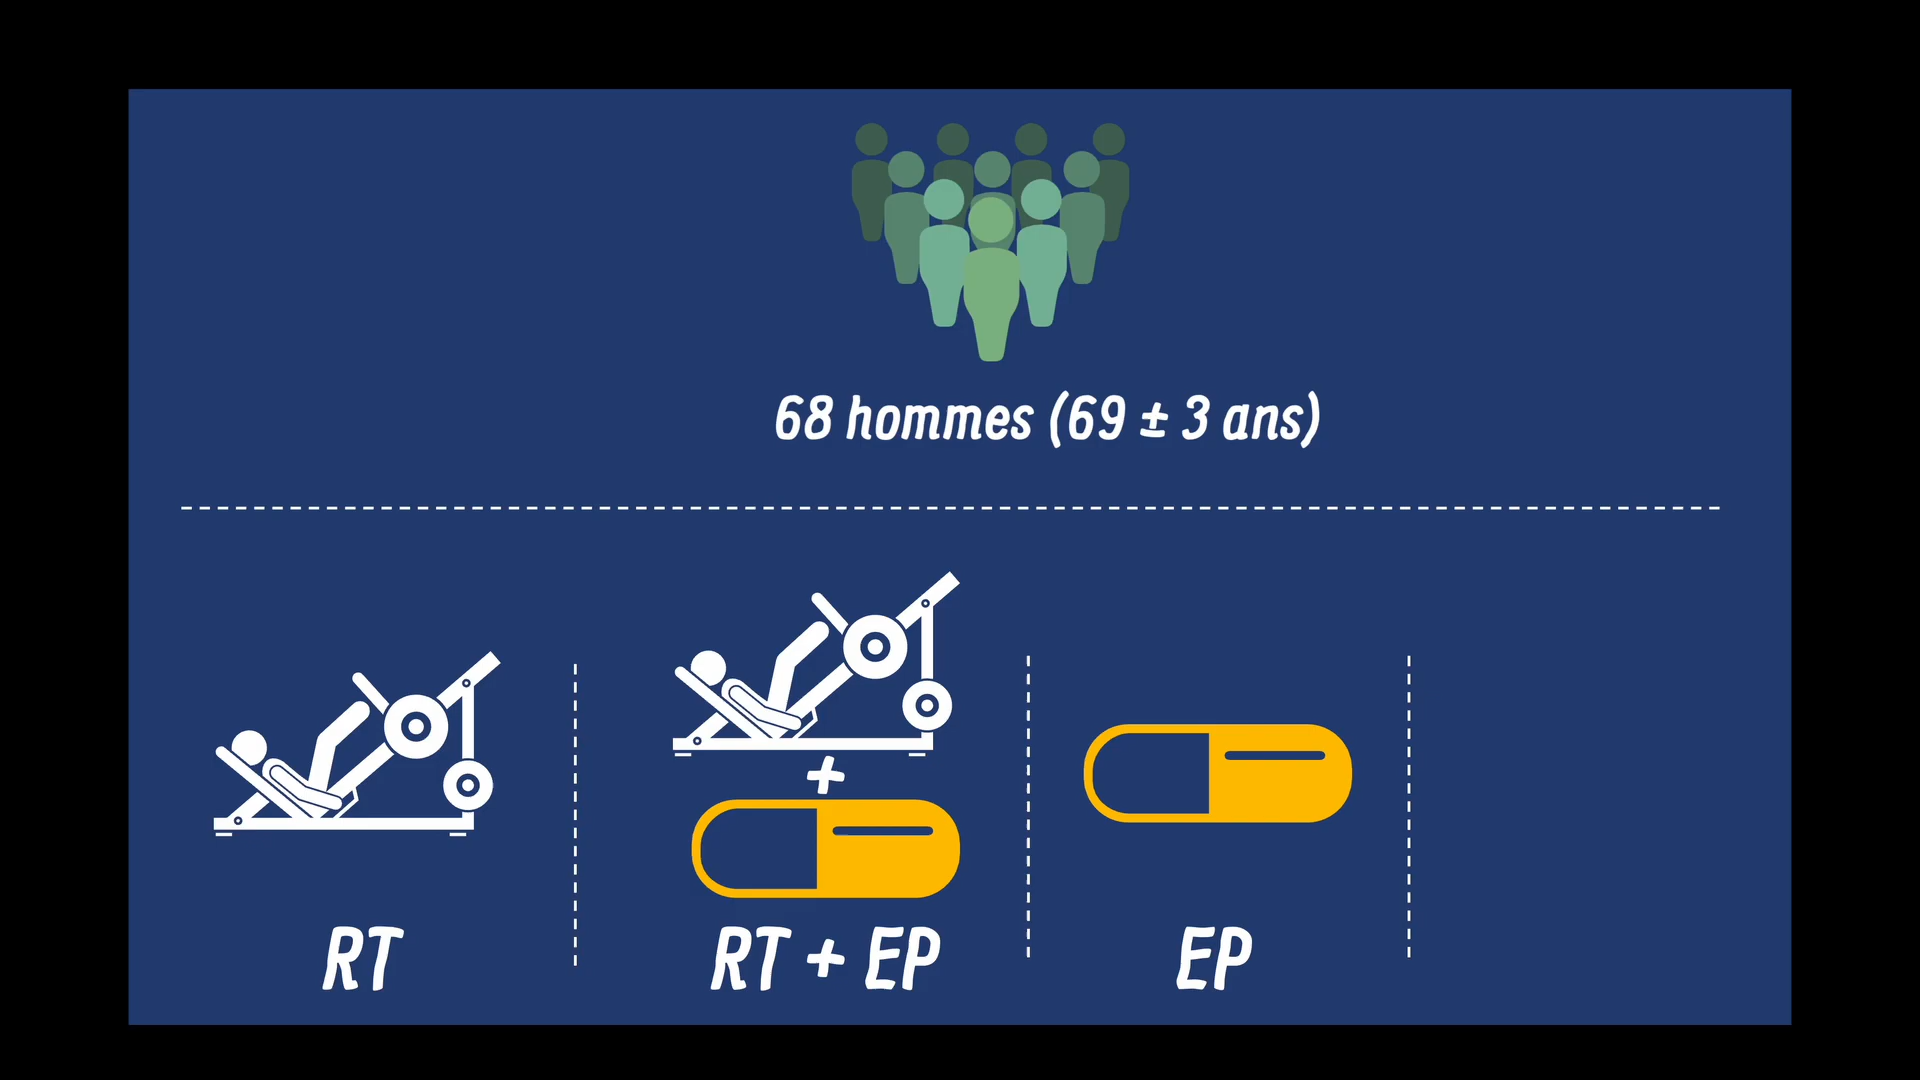 68 hommes (69 ± 3 ans)
+
RT
RT + EP
EP